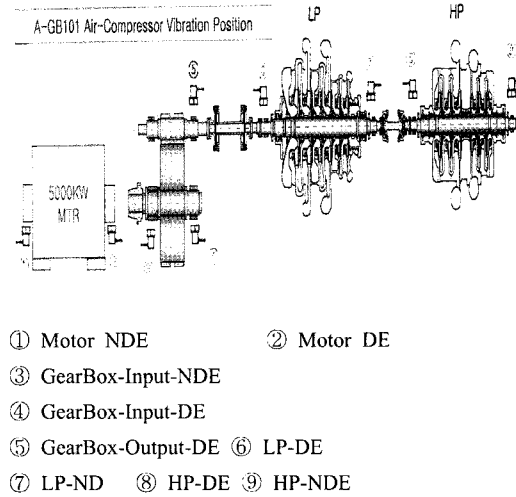 LP HP
A-GB101 Air-Compressor Vibration Position
5000KW
MTR
① Motor NDE ② Motor DE
③ GearBox-Input-NDE
④ GearBox-Input-DE
⑤ GearBox-Output-DE ⑥ LP-DE
⑦ LP-ND ⑧ HP-DE ⑨ HP-NDE